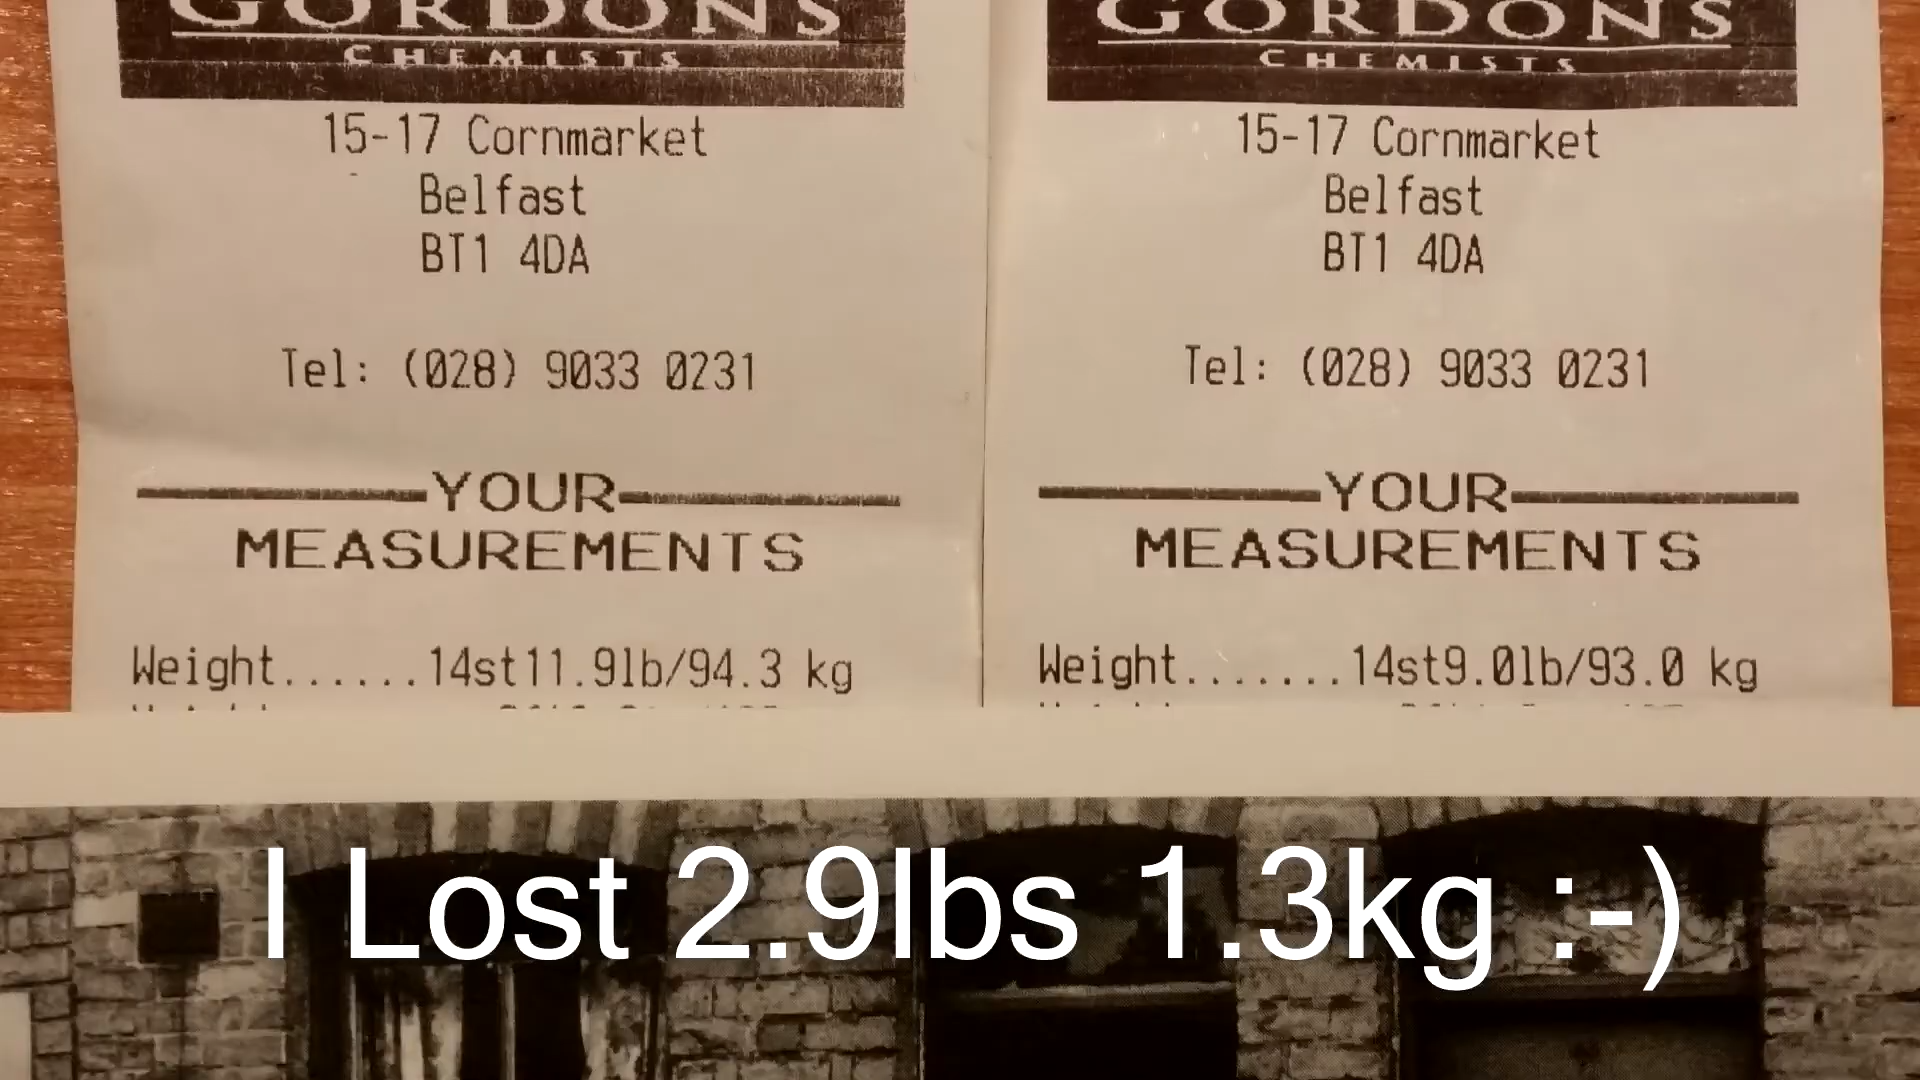 GORDONS
CHEMISTS
15-17 Cornmarket
Belfast
BT1 4DA
Tel: (028) 9033 0231
YOUR
MEASUREMENTS
Weight......14st11.9lb/94.3 kg
GORDONS
CHEMISTS
15-17 Cornmarket
Belfast
BT1 4DA
Tel: (028) 9033 0231
YOUR
MEASUREMENTS
Weight.......14st9.0lb/93.0 kg
I Lost 2.9lbs 1.3kg :-)